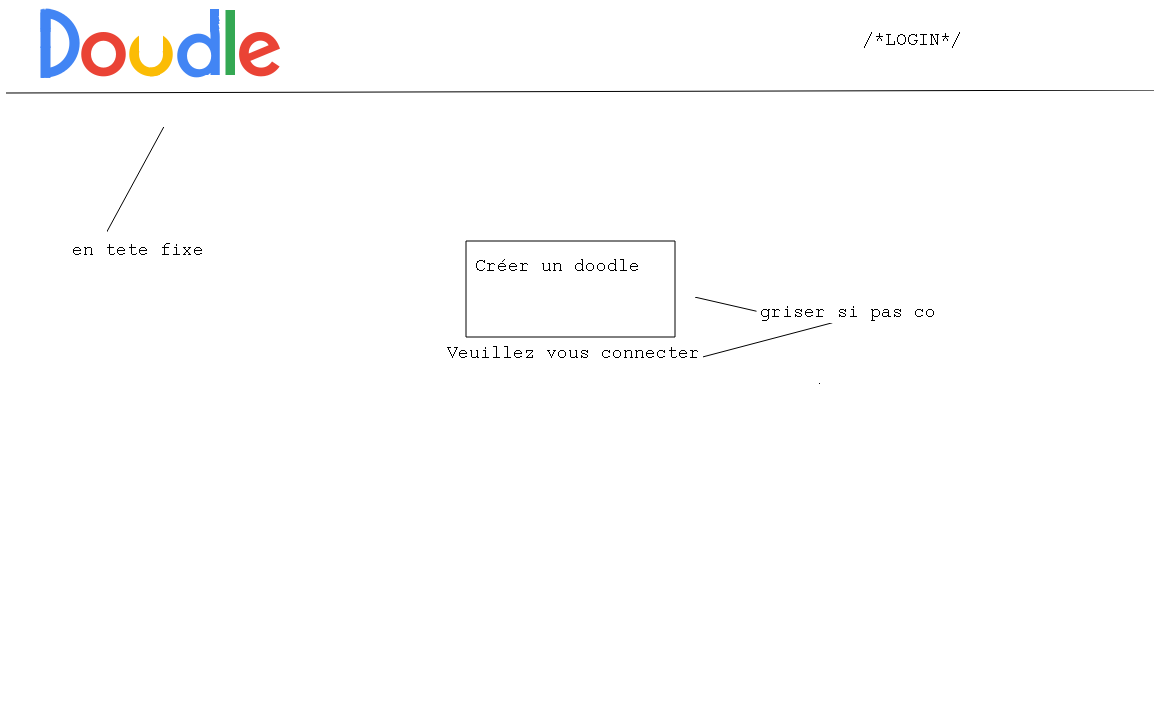 Doudle
/*LOGIN*/
en tete fixe
Créer un doodle
griser si pas co
Veuillez vous connecter